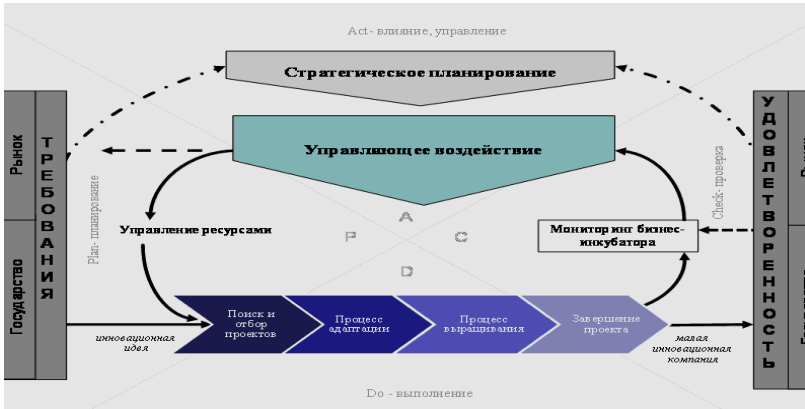 Act- влияние, управление
Стратегическое планирование
Управляющее воздействие
Рынок
Государство
ТРЕБОВАНИЯ
Plan- планирование
Управление ресурсами
A
P
C
D
Мониторинг бизнес-
инкубатора
Check- проверка
УДОВЛЕТВОРЕННОСТЬ
Поиск и
отбор
проектов
Процесс
адаптации
Процесс
выращивания
Завершение
проекта
инновационная
идея
малая
инновационная
компания
Do - выполнение